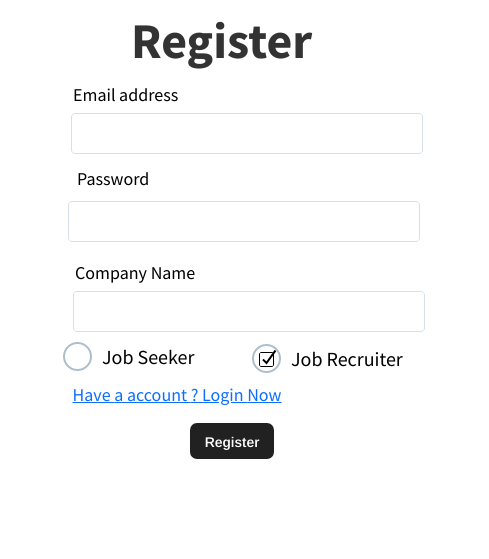 Register
Email address
Password
Company Name
Job Seeker
Job Recruiter
Have a account ? Login Now
Register